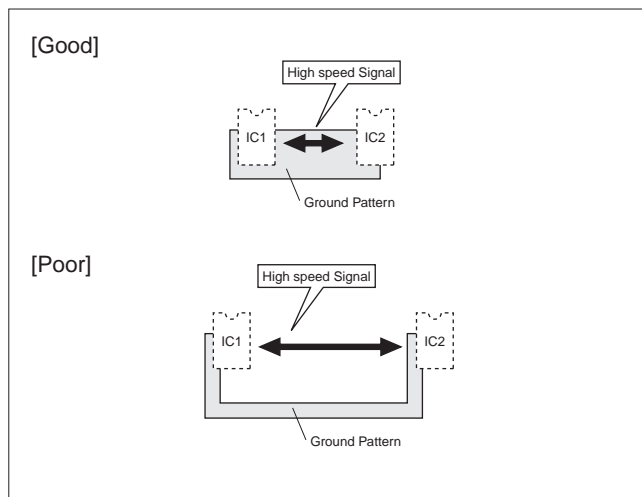 [Good]
High speed Signal
IC1
IC2
Ground Pattern
[Poor]
High speed Signal
IC1
IC2
Ground Pattern